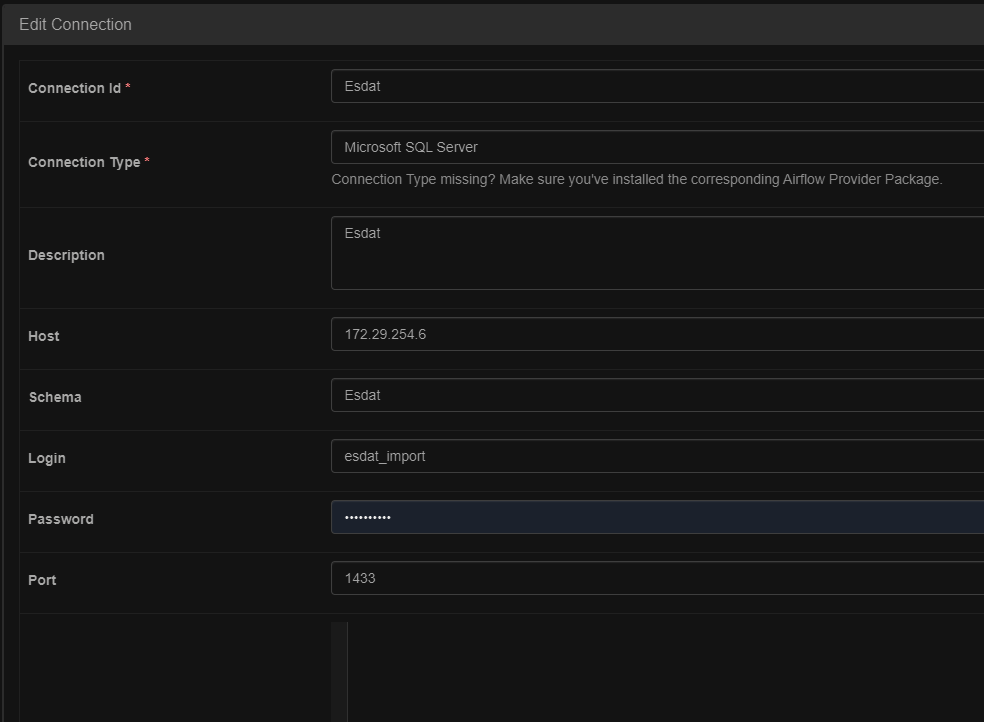 Edit Connection
Connection Id *
Esdat
Connection Type *
Microsoft SQL Server
Connection Type missing? Make sure you've installed the corresponding Airflow Provider Package.
Description
Esdat
Host
172.29.254.6
Schema
Esdat
Login
esdat_import
Password
••••••••••
Port
1433